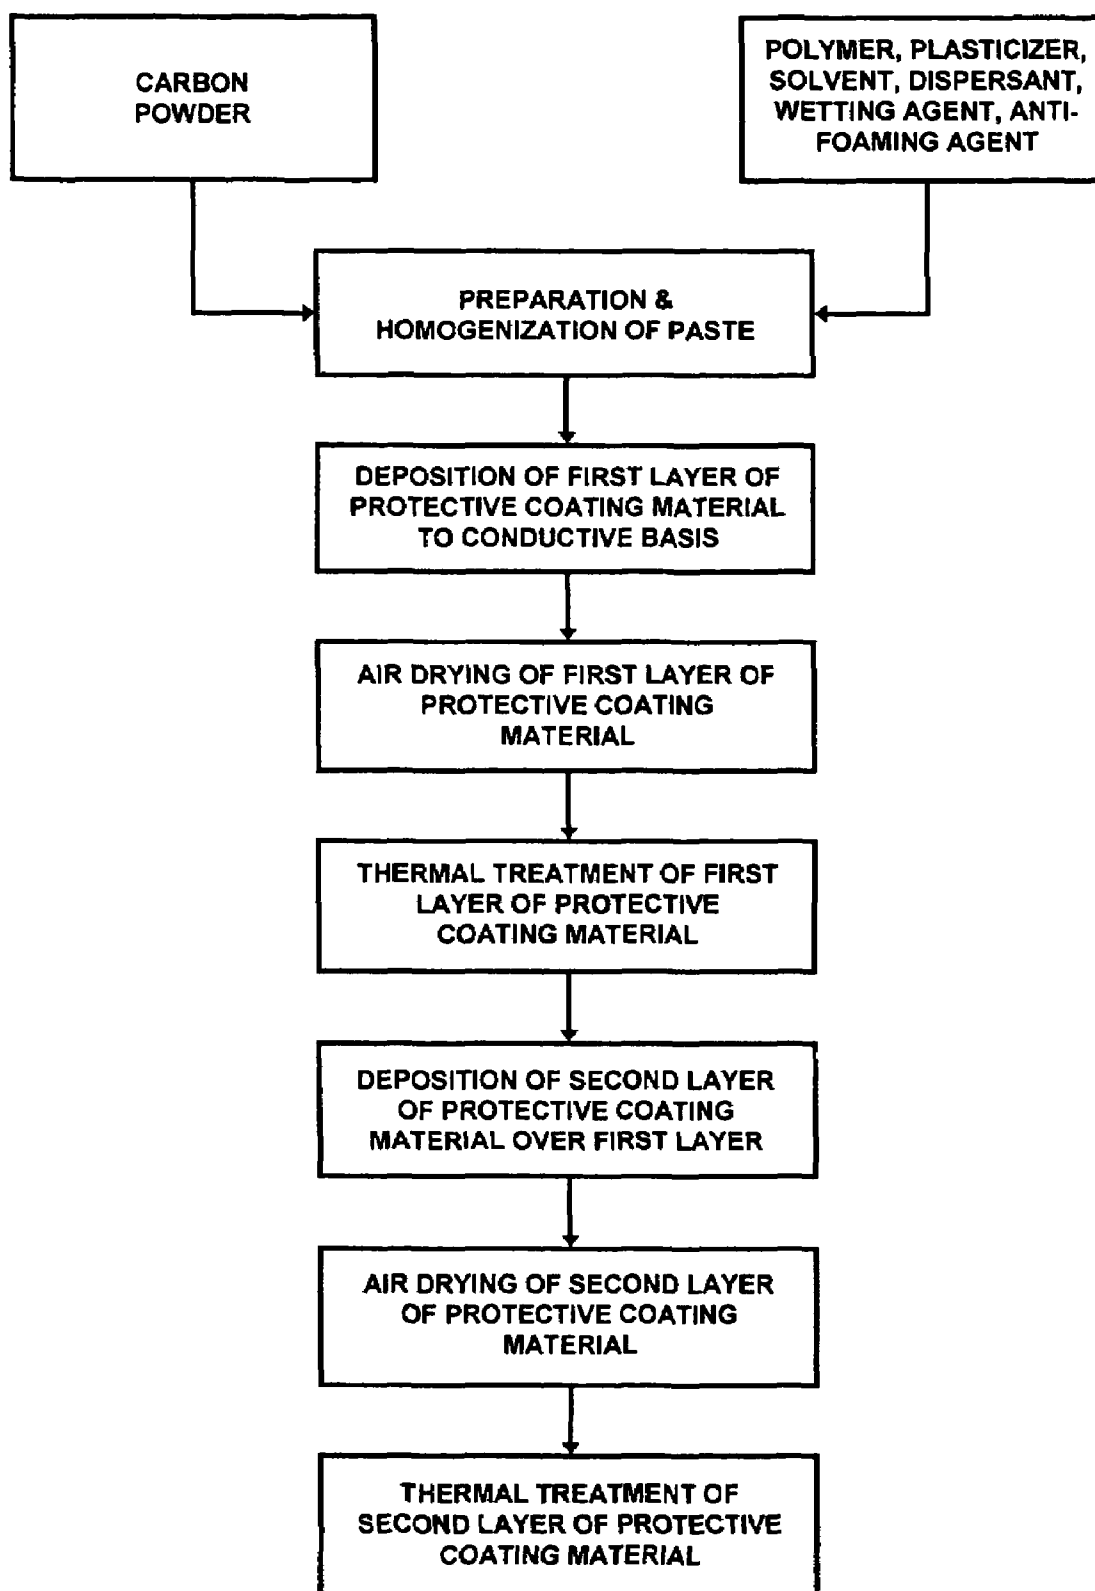 CARBON
POWDER
POLYMER, PLASTICIZER,
SOLVENT, DISPERSANT,
WETTING AGENT, ANTI-
FOAMING AGENT
PREPARATION &
HOMOGENIZATION OF PASTE
DEPOSITION OF FIRST LAYER OF
PROTECTIVE COATING MATERIAL
TO CONDUCTIVE BASIS
AIR DRYING OF FIRST LAYER OF
PROTECTIVE COATING
MATERIAL
THERMAL TREATMENT OF FIRST
LAYER OF PROTECTIVE
COATING MATERIAL
DEPOSITION OF SECOND LAYER
OF PROTECTIVE COATING
MATERIAL OVER FIRST LAYER
AIR DRYING OF SECOND LAYER
OF PROTECTIVE COATING
MATERIAL
THERMAL TREATMENT OF
SECOND LAYER OF PROTECTIVE
COATING MATERIAL